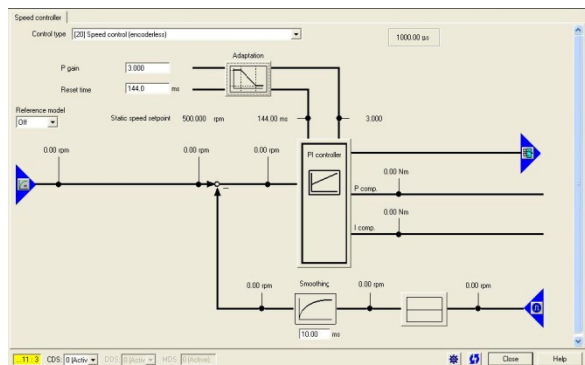 Speed controller
Control type [20] Speed control (encoderless)
1000.00 µs
Adaptation
P gain 3.000
Reset time 144.0 ms
Reference model
Off
Static speed setpoint 500.000 rpm 144.00 ms 3.000
0.00 rpm 0.00 rpm 0.00 rpm
PI controller
0.00 Nm
P comp.
0.00 Nm
I comp.
Smoothing
0.00 rpm 0.00 rpm 0.00 rpm
10.00 ms
...11 : 3 CDS: 0 (Activ DDS: 0 (Activ MDS: 0 (Active) Close Help